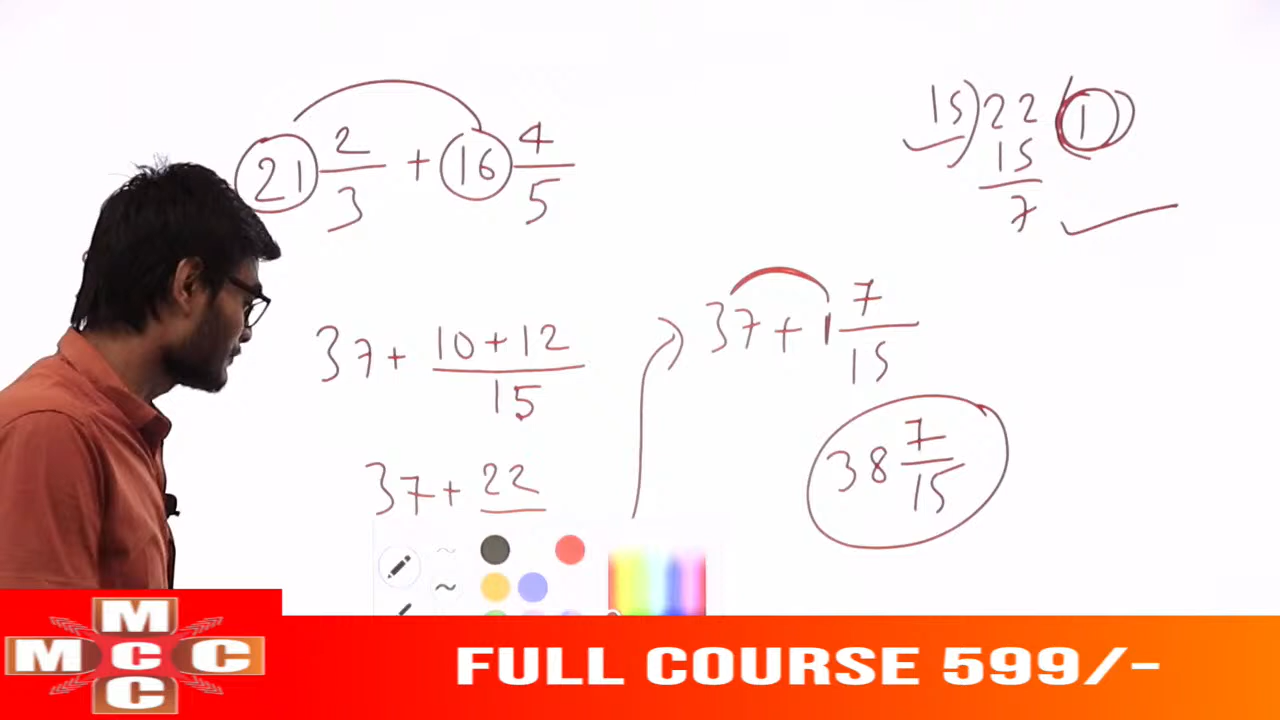 21 2/3 + 16 4/5
37 + (10 + 12)/15
37 + 22
15) 22 (1
15
7
37 + 1 7/15
38 7/15
M
M C C
C
FULL COURSE 599/-